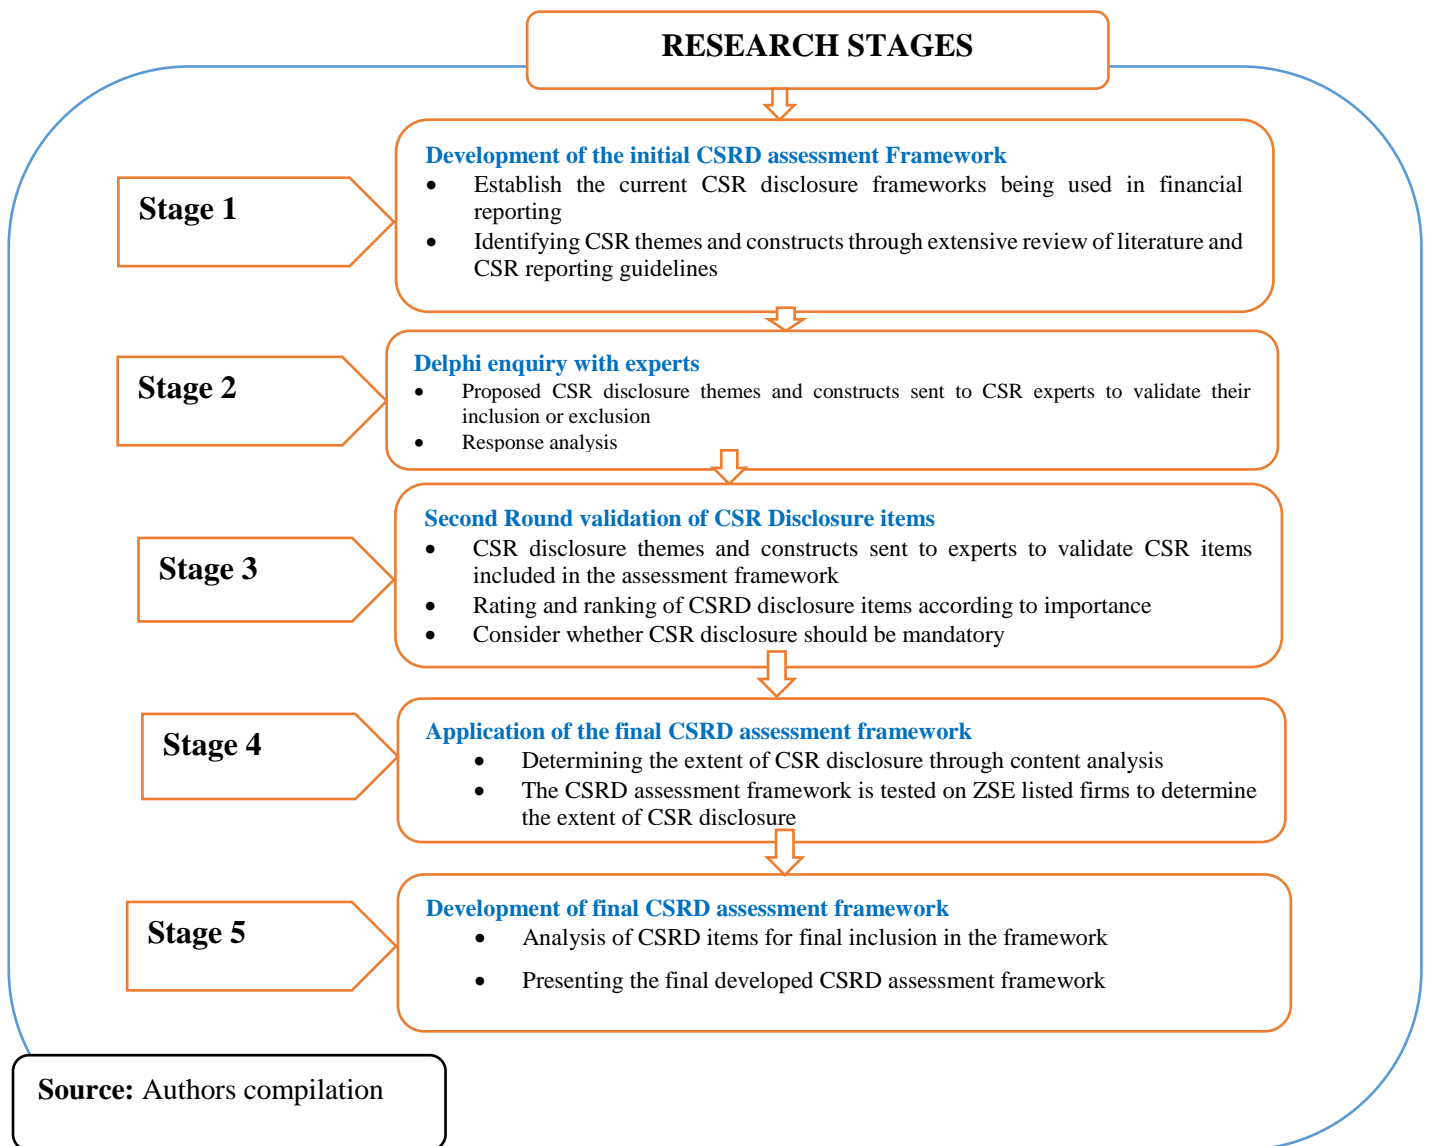 RESEARCH STAGES
Stage 1
Development of the initial CSRD assessment Framework
• Establish the current CSR disclosure frameworks being used in financial
reporting
• Identifying CSR themes and constructs through extensive review of literature and
CSR reporting guidelines
Stage 2
Delphi enquiry with experts
• Proposed CSR disclosure themes and constructs sent to CSR experts to validate their
inclusion or exclusion
• Response analysis
Stage 3
Second Round validation of CSR Disclosure items
• CSR disclosure themes and constructs sent to experts to validate CSR items
included in the assessment framework
• Rating and ranking of CSRD disclosure items according to importance
• Consider whether CSR disclosure should be mandatory
Stage 4
Application of the final CSRD assessment framework
• Determining the extent of CSR disclosure through content analysis
• The CSRD assessment framework is tested on ZSE listed firms to determine
the extent of CSR disclosure
Stage 5
Development of final CSRD assessment framework
• Analysis of CSRD items for final inclusion in the framework
• Presenting the final developed CSRD assessment framework
Source: Authors compilation